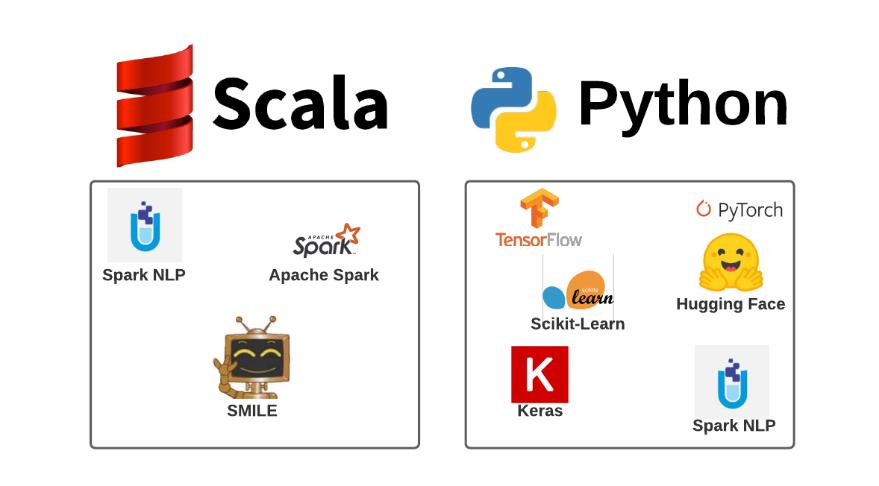 Scala
Python
Spark NLP
APACHE
Spark
Apache Spark
SMILE
TensorFlow
PyTorch
scikit
learn
Scikit-Learn
Hugging Face
K
Keras
Spark NLP